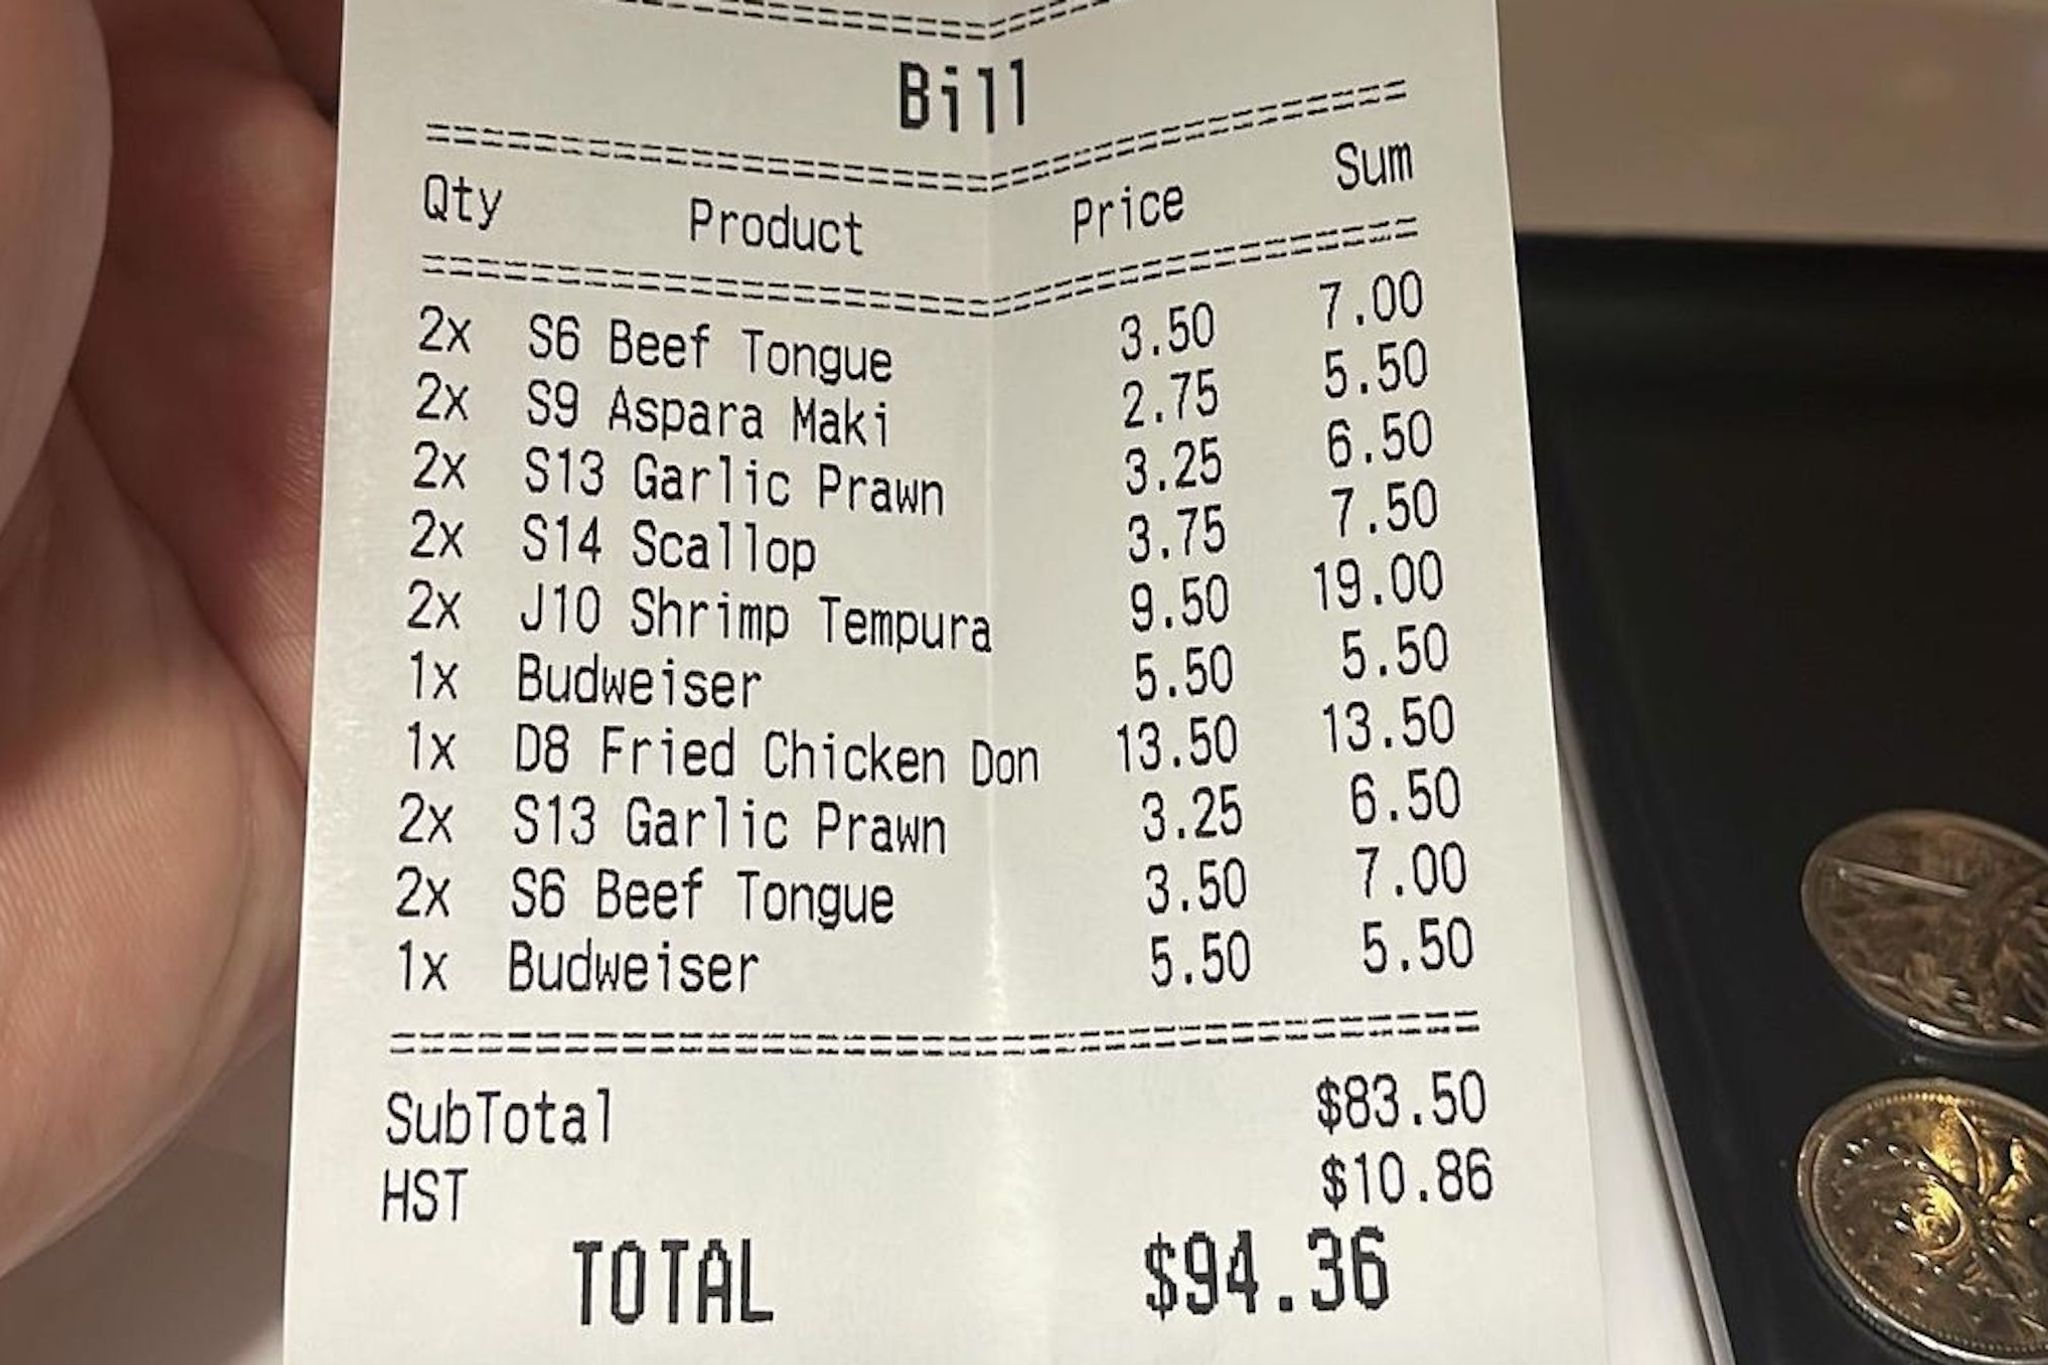 Bill
Qty Product Price Sum
2x S6 Beef Tongue 3.50 7.00
2x S9 Aspara Maki 2.75 5.50
2x S13 Garlic Prawn 3.25 6.50
2x S14 Scallop 3.75 7.50
2x J10 Shrimp Tempura 9.50 19.00
1x Budweiser 5.50 5.50
1x D8 Fried Chicken Don 13.50 13.50
2x S13 Garlic Prawn 3.25 6.50
2x S6 Beef Tongue 3.50 7.00
1x Budweiser 5.50 5.50
SubTotal $83.50
HST $10.86
TOTAL $94.36